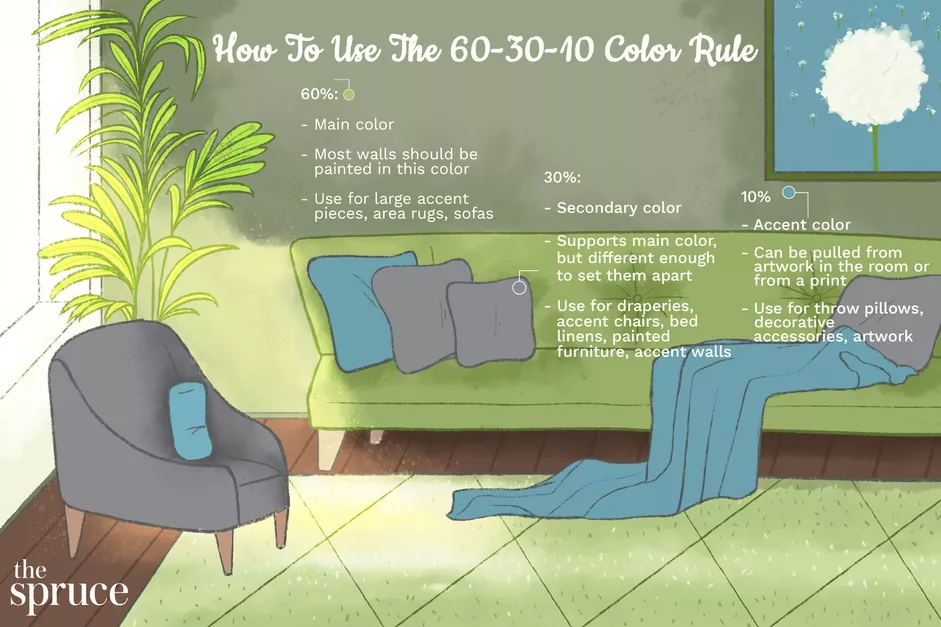 How To Use The 60-30-10 Color Rule
60%:
- Main color
- Most walls should be
painted in this color
- Use for large accent
pieces, area rugs, sofas
30%:
- Secondary color
- Supports main color,
but different enough
to set them apart
- Use for draperies,
accent chairs, bed
linens, painted
furniture, accent walls
10%
- Accent color
- Can be pulled from
artwork in the room or
from a print
- Use for throw pillows,
decorative
accessories, artwork
the
spruce